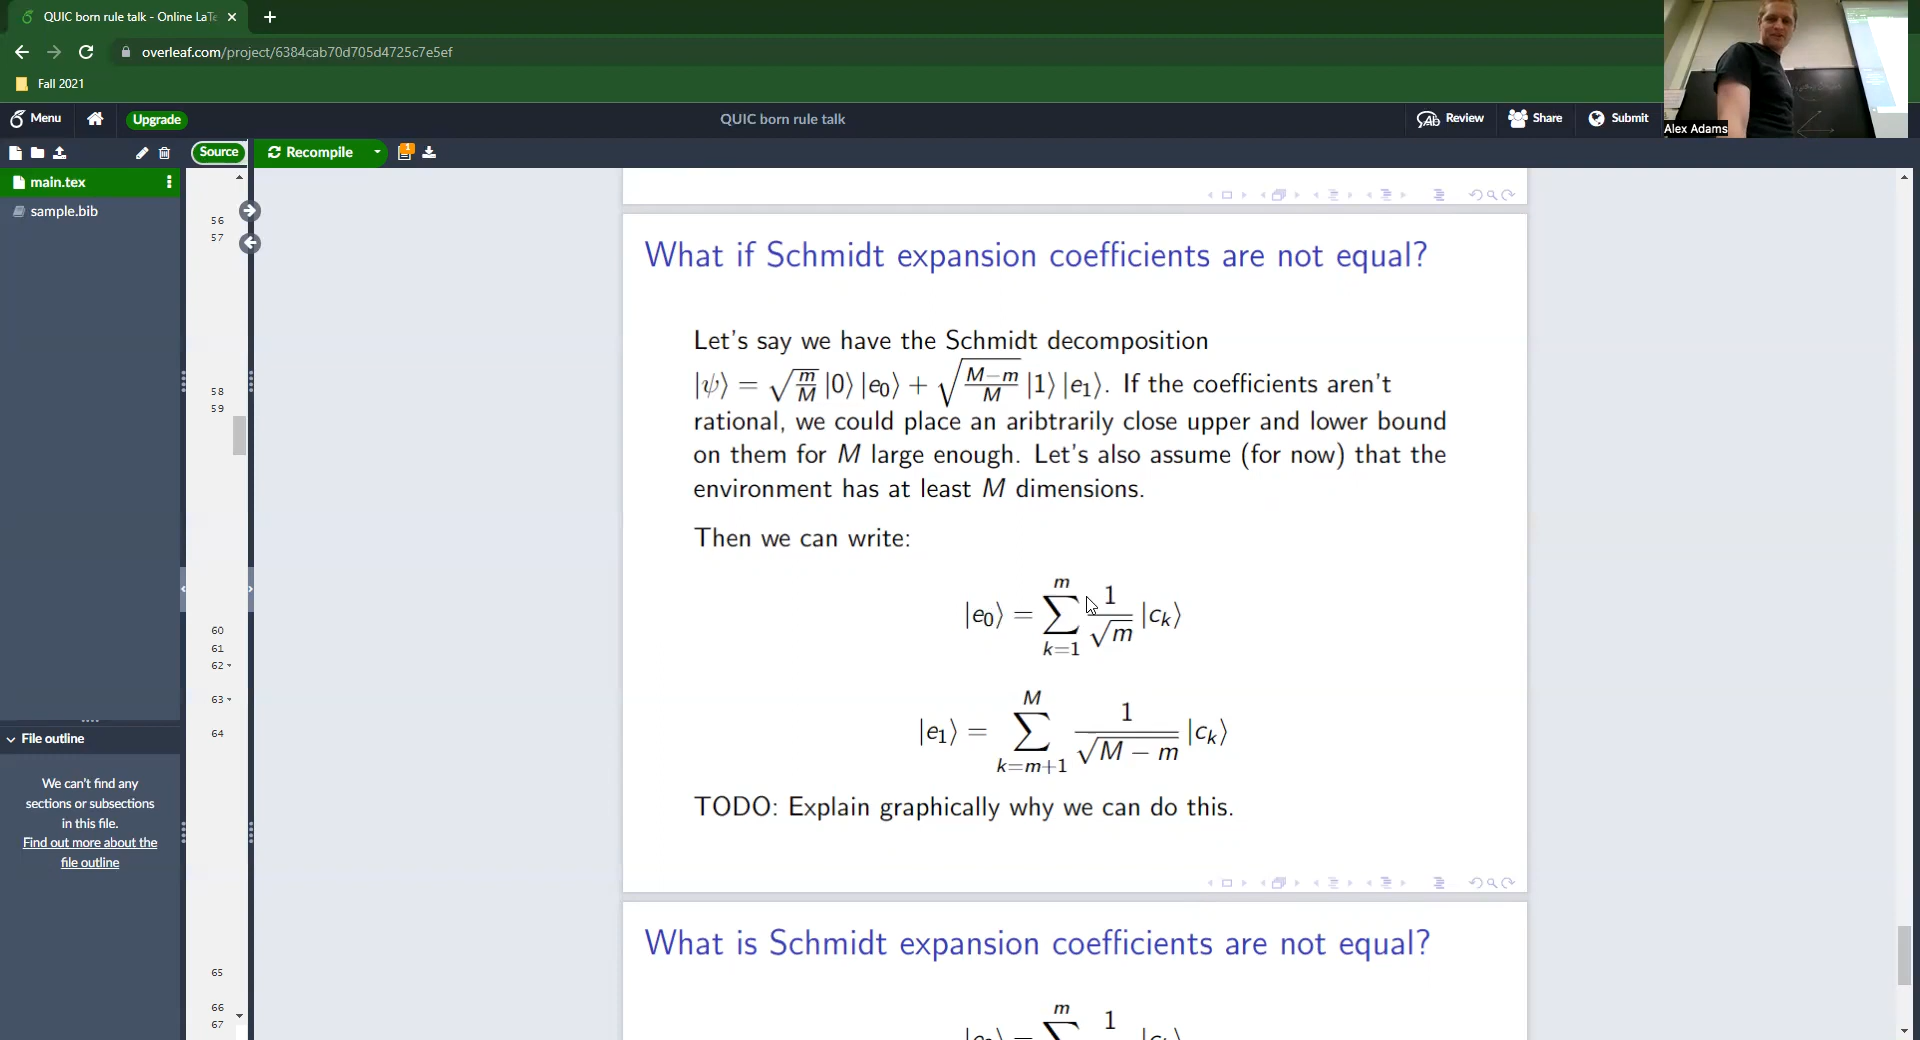 QUIC born rule talk - Online LaTe
overleaf.com/project/6384cab70d705d4725c7e5ef
Fall 2021
Menu
Upgrade
QUIC born rule talk
Review
Share
Submit
Alex Adams
Source
Recompile
1
main.tex
sample.bib
56
57
58
59
60
61
62
63
64
65
66
67
File outline
We can't find any
sections or subsections
in this file.
Find out more about the
file outline
What if Schmidt expansion coefficients are not equal?
Let's say we have the Schmidt decomposition
|ψ⟩ = √(m/M) |0⟩ |e₀⟩ + √((M−m)/M) |1⟩ |e₁⟩. If the coefficients aren't
rational, we could place an aribtrarily close upper and lower bound
on them for M large enough. Let's also assume (for now) that the
environment has at least M dimensions.
Then we can write:
|e₀⟩ = ∑_{k=1}^{m} 1/√m |cₖ⟩
|e₁⟩ = ∑_{k=m+1}^{M} 1/√(M − m) |cₖ⟩
TODO: Explain graphically why we can do this.
What is Schmidt expansion coefficients are not equal?